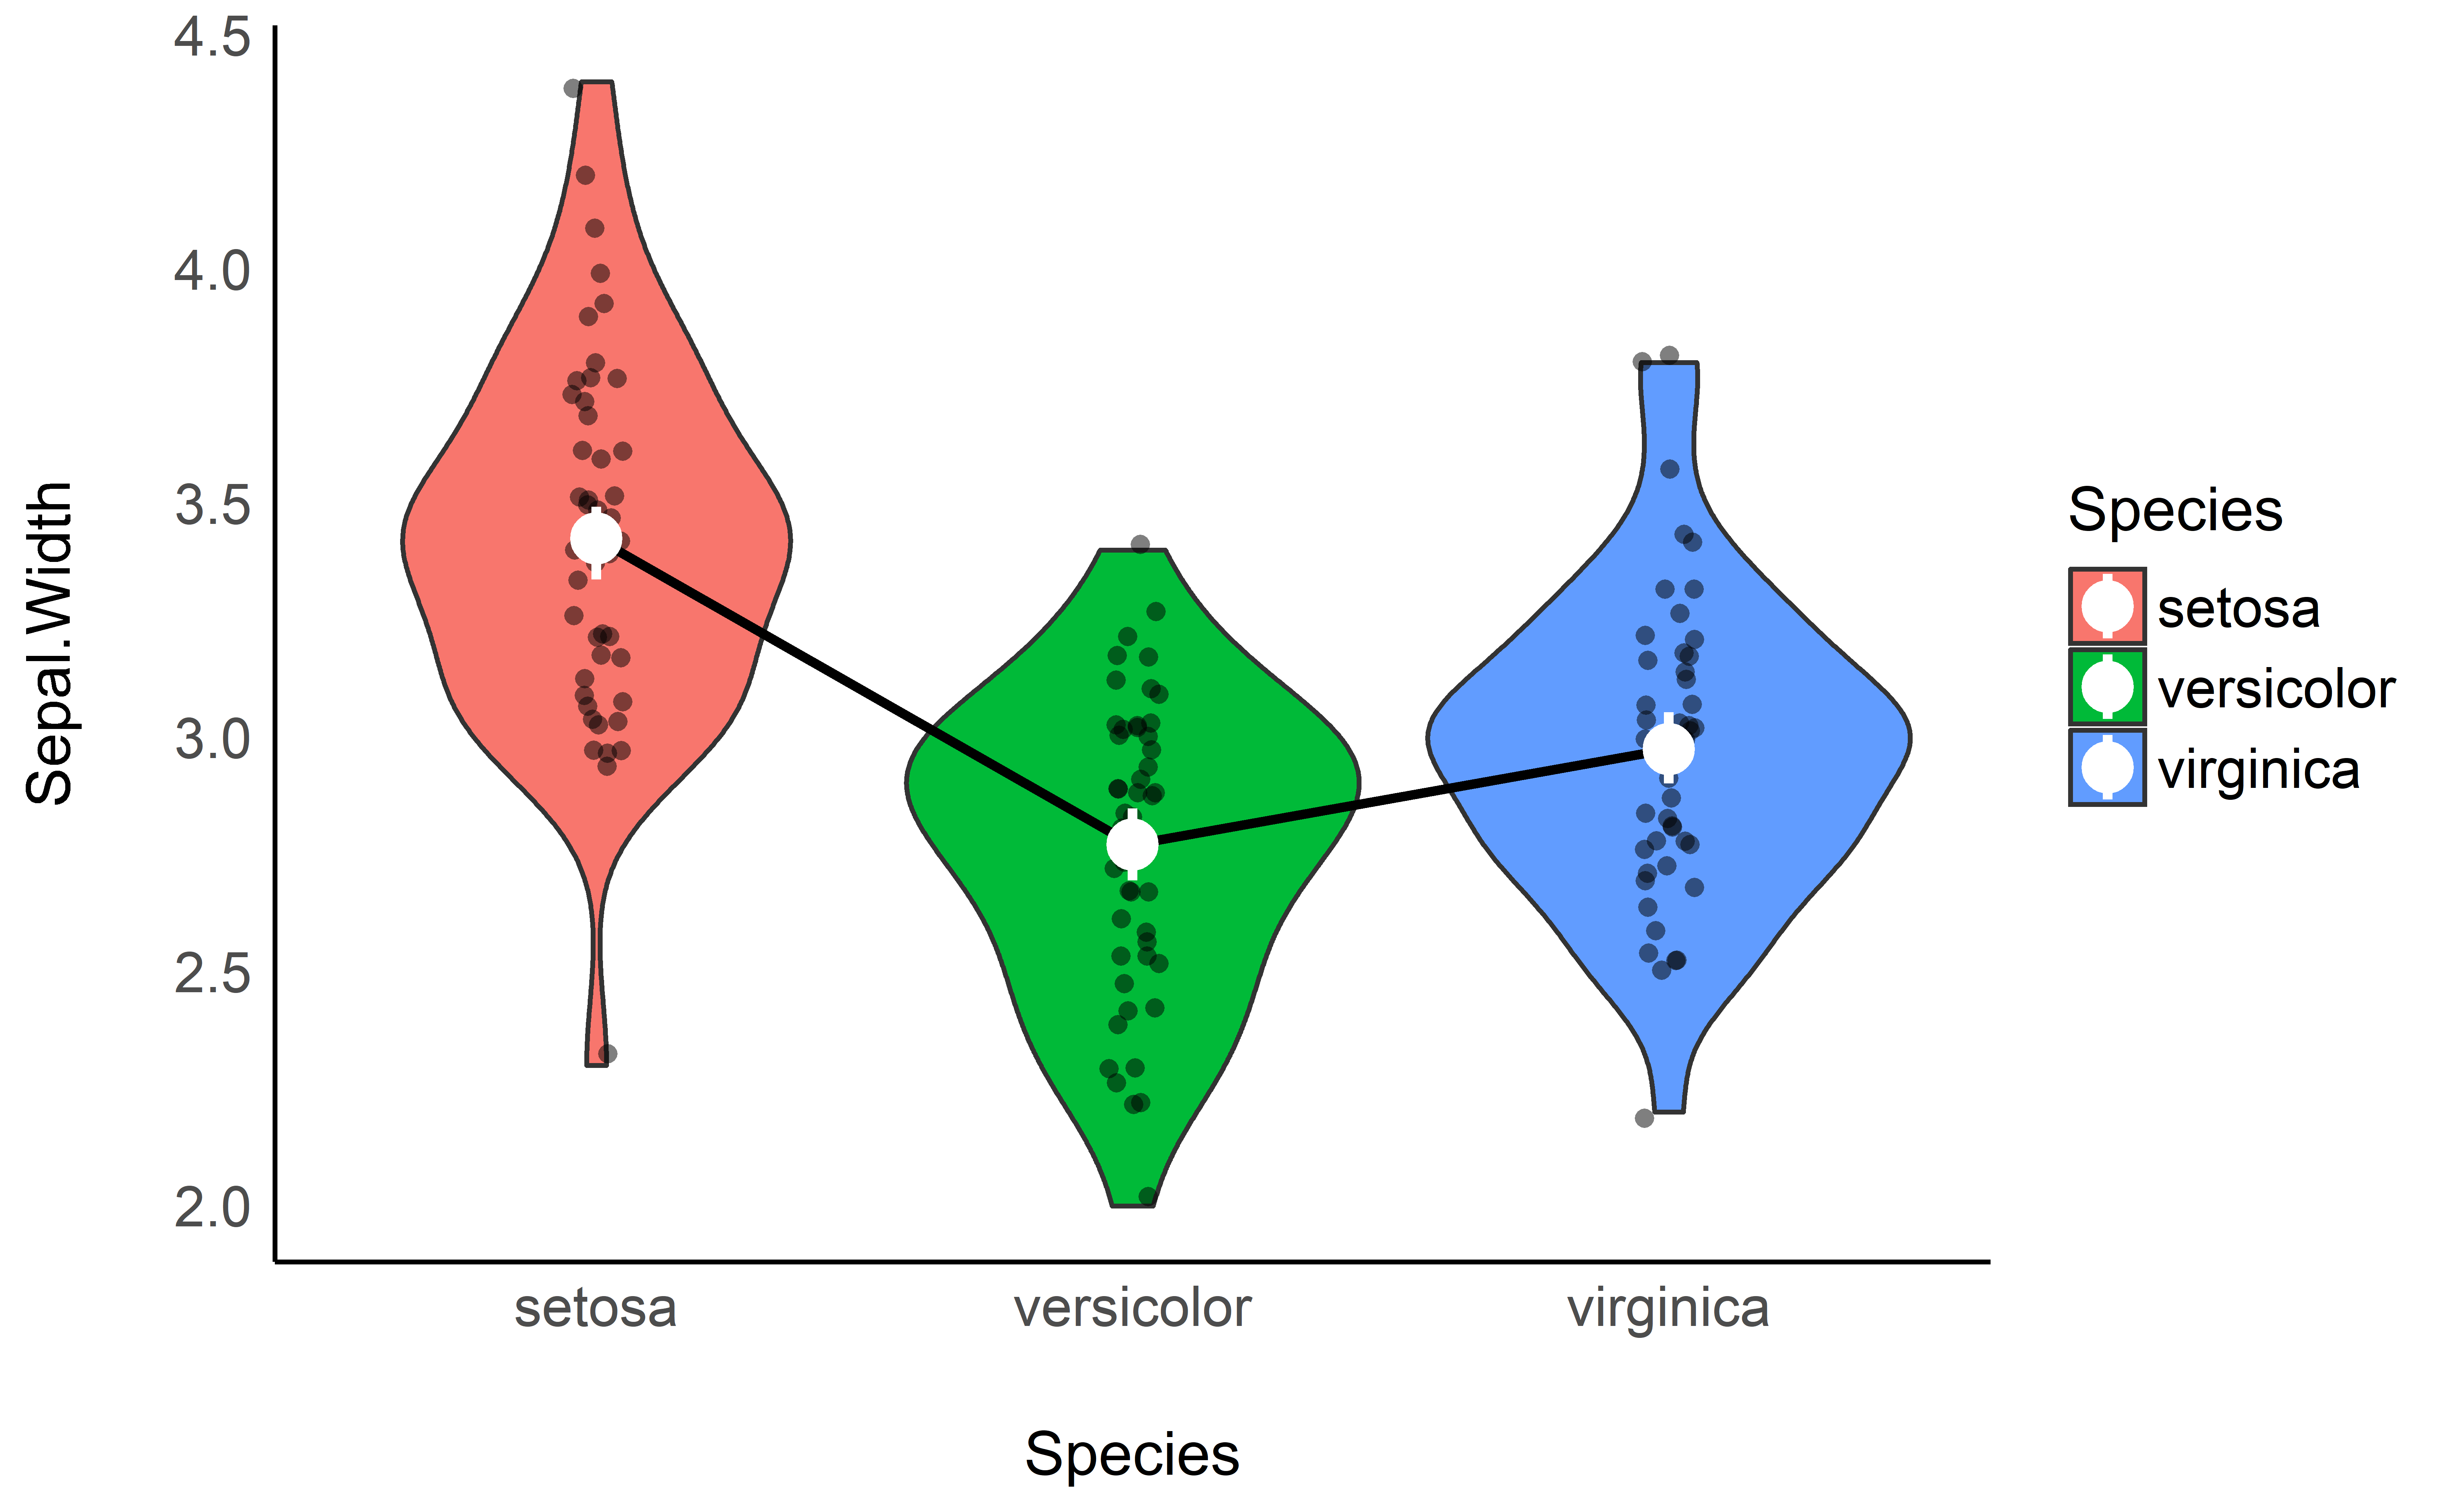 Sepal.Width
4.5
4.0
3.5
3.0
2.5
2.0
setosa versicolor virginica
Species
Species
setosa
versicolor
virginica